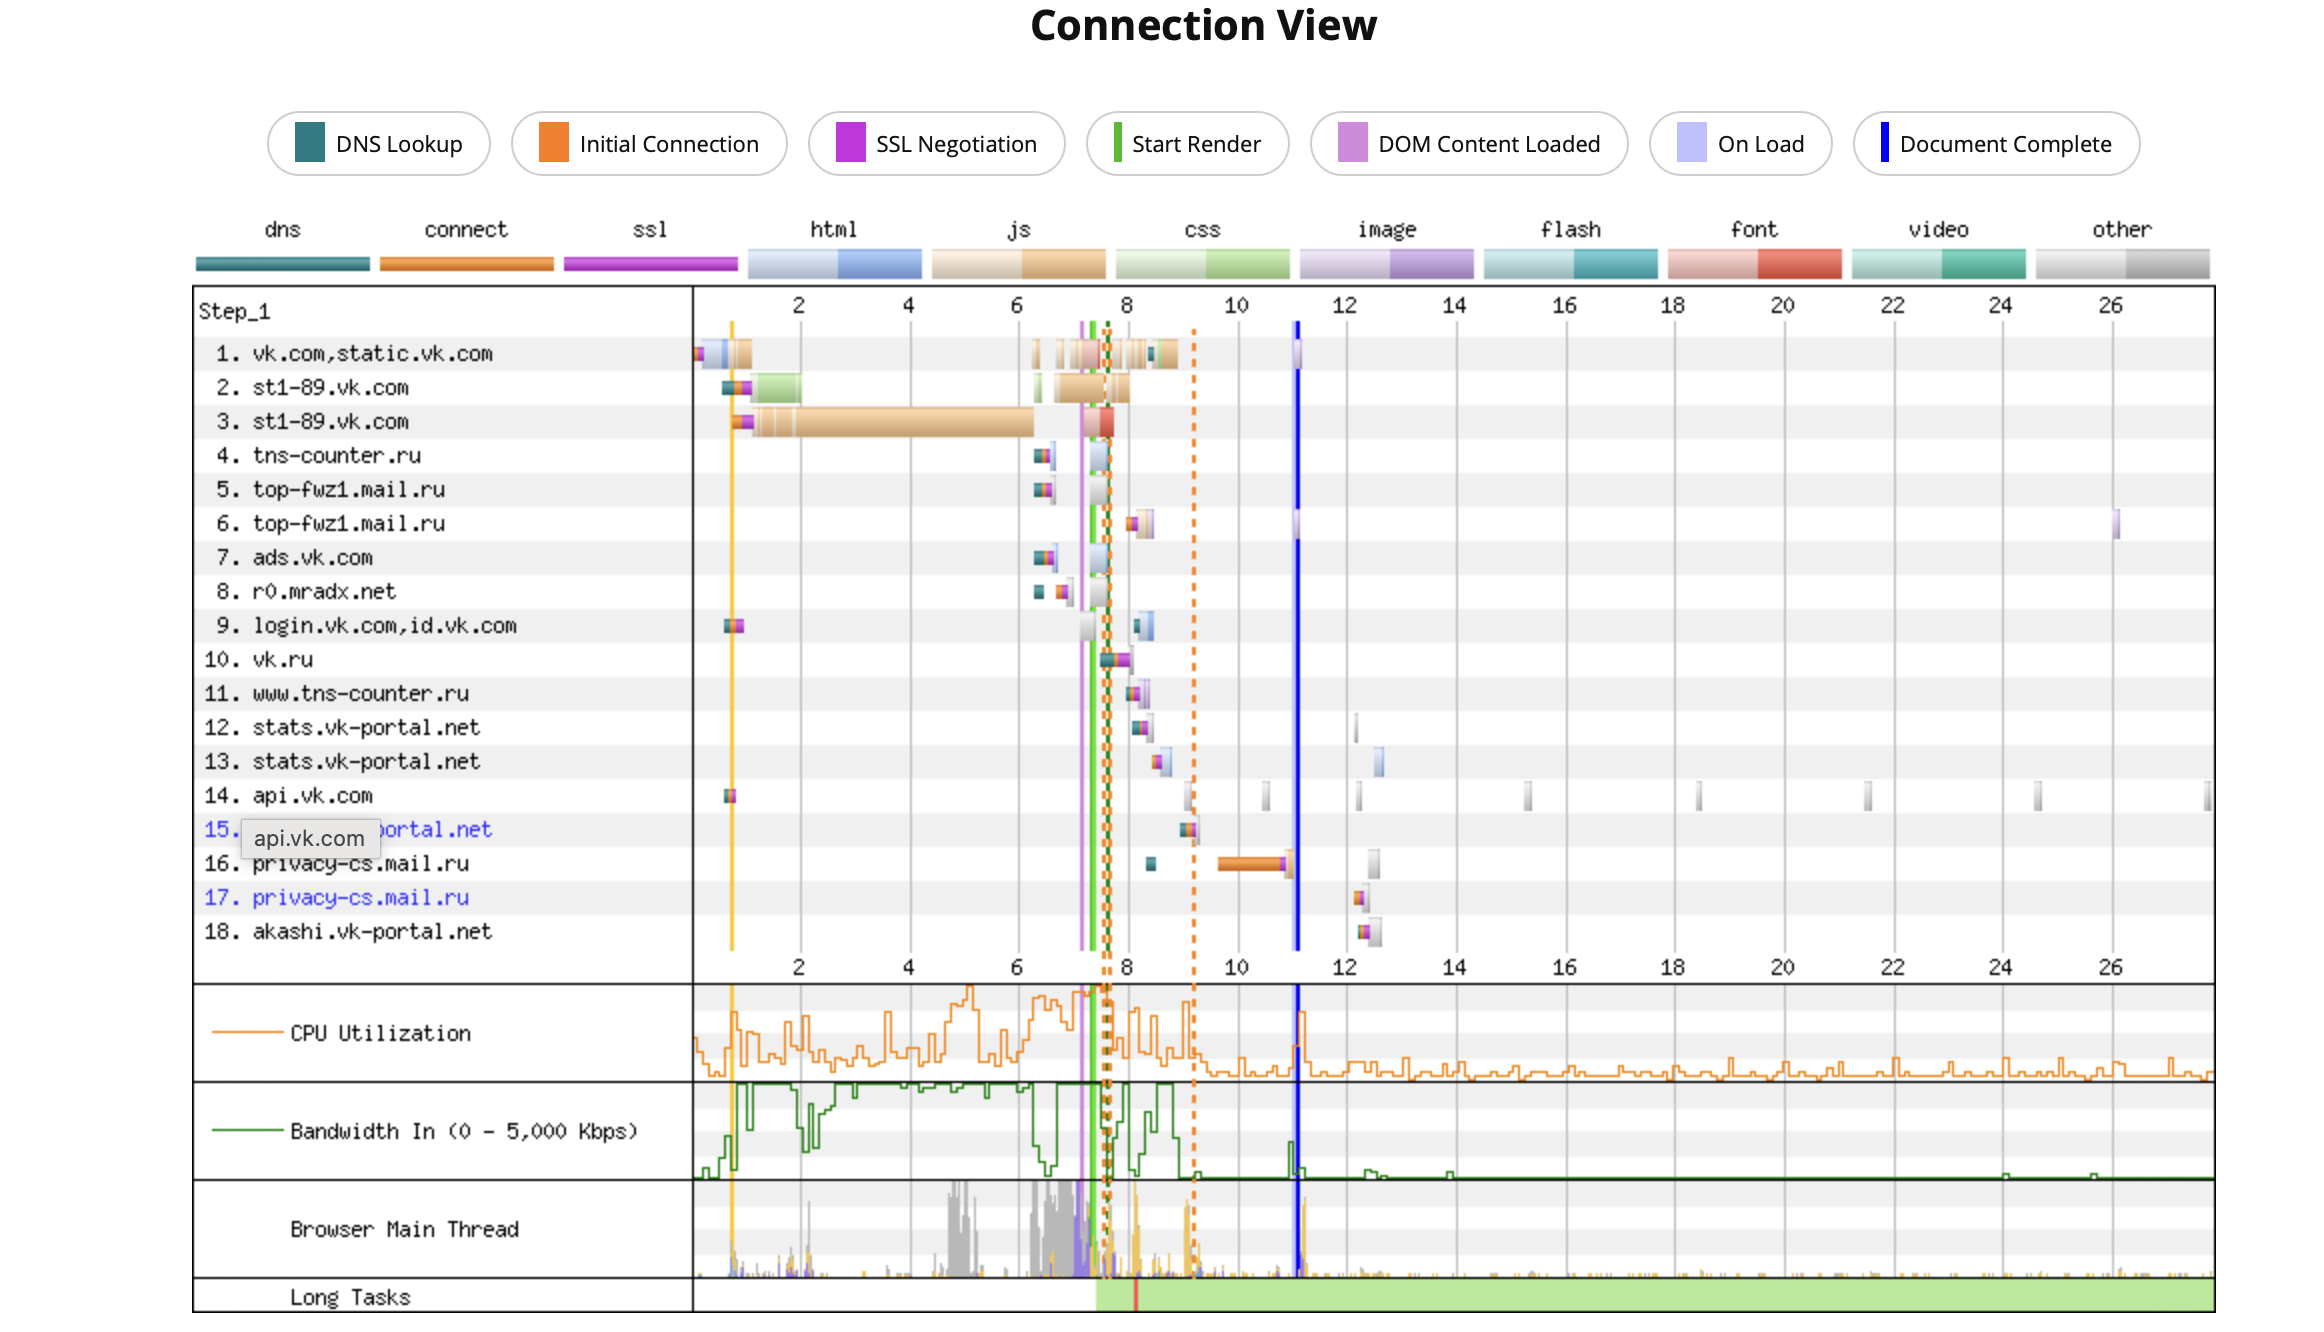 Connection View
DNS Lookup
Initial Connection
SSL Negotiation
Start Render
DOM Content Loaded
On Load
Document Complete
dns connect ssl html js css image flash font video other
Step_1 2 4 6 8 10 12 14 16 18 20 22 24 26
1. vk.com,static.vk.com
2. st1-89.vk.com
3. st1-89.vk.com
4. tns-counter.ru
5. top-fwz1.mail.ru
6. top-fwz1.mail.ru
7. ads.vk.com
8. r0.mradx.net
9. login.vk.com,id.vk.com
10. vk.ru
11. www.tns-counter.ru
12. stats.vk-portal.net
13. stats.vk-portal.net
14. api.vk.com
15. portal.net
api.vk.com
16. privacy-cs.mail.ru
17. privacy-cs.mail.ru
18. akashi.vk-portal.net
2 4 6 8 10 12 14 16 18 20 22 24 26
CPU Utilization
Bandwidth In (0 - 5,000 Kbps)
Browser Main Thread
Long Tasks